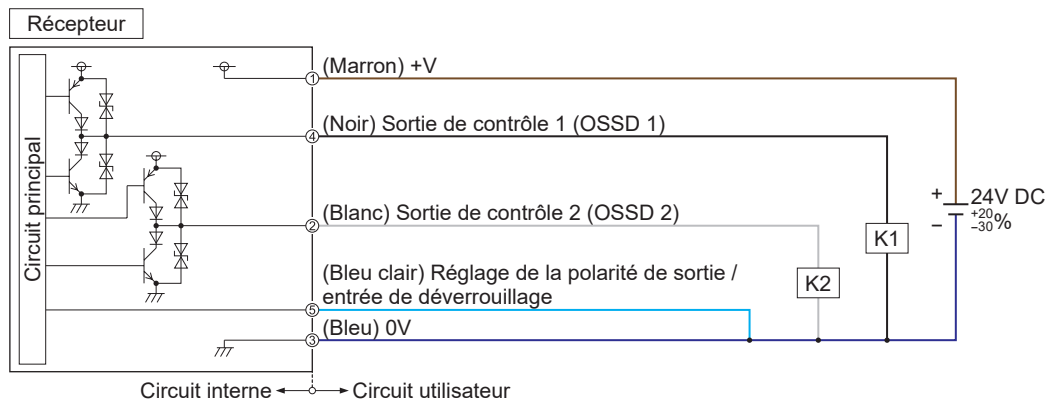 Récepteur
Circuit principal
1
(Marron) +V
4
(Noir) Sortie de contrôle 1 (OSSD 1)
2
(Blanc) Sortie de contrôle 2 (OSSD 2)
(Bleu clair) Réglage de la polarité de sortie /
entrée de déverrouillage
5
(Bleu) 0V
3
K1
K2
+
–
24V DC
+20
–30%
Circuit interne
Circuit utilisateur